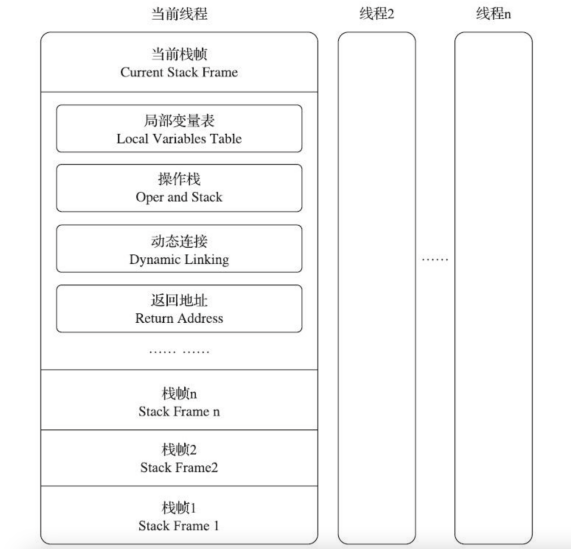 当前线程
线程2
线程n
当前栈帧
Current Stack Frame
局部变量表
Local Variables Table
操作栈
Oper and Stack
动态连接
Dynamic Linking
……
返回地址
Return Address
…… ……
栈帧n
Stack Frame n
栈帧2
Stack Frame2
栈帧1
Stack Frame 1